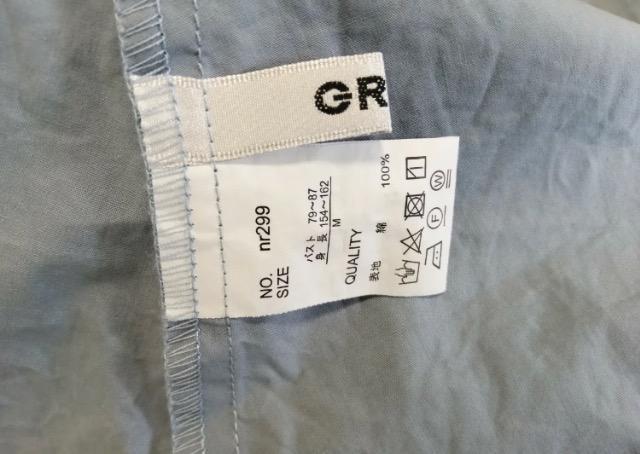 GR
NO. nr299
SIZE
バスト 79～87
身長 154～162
M
QUALITY
表地 綿 100%
W
F